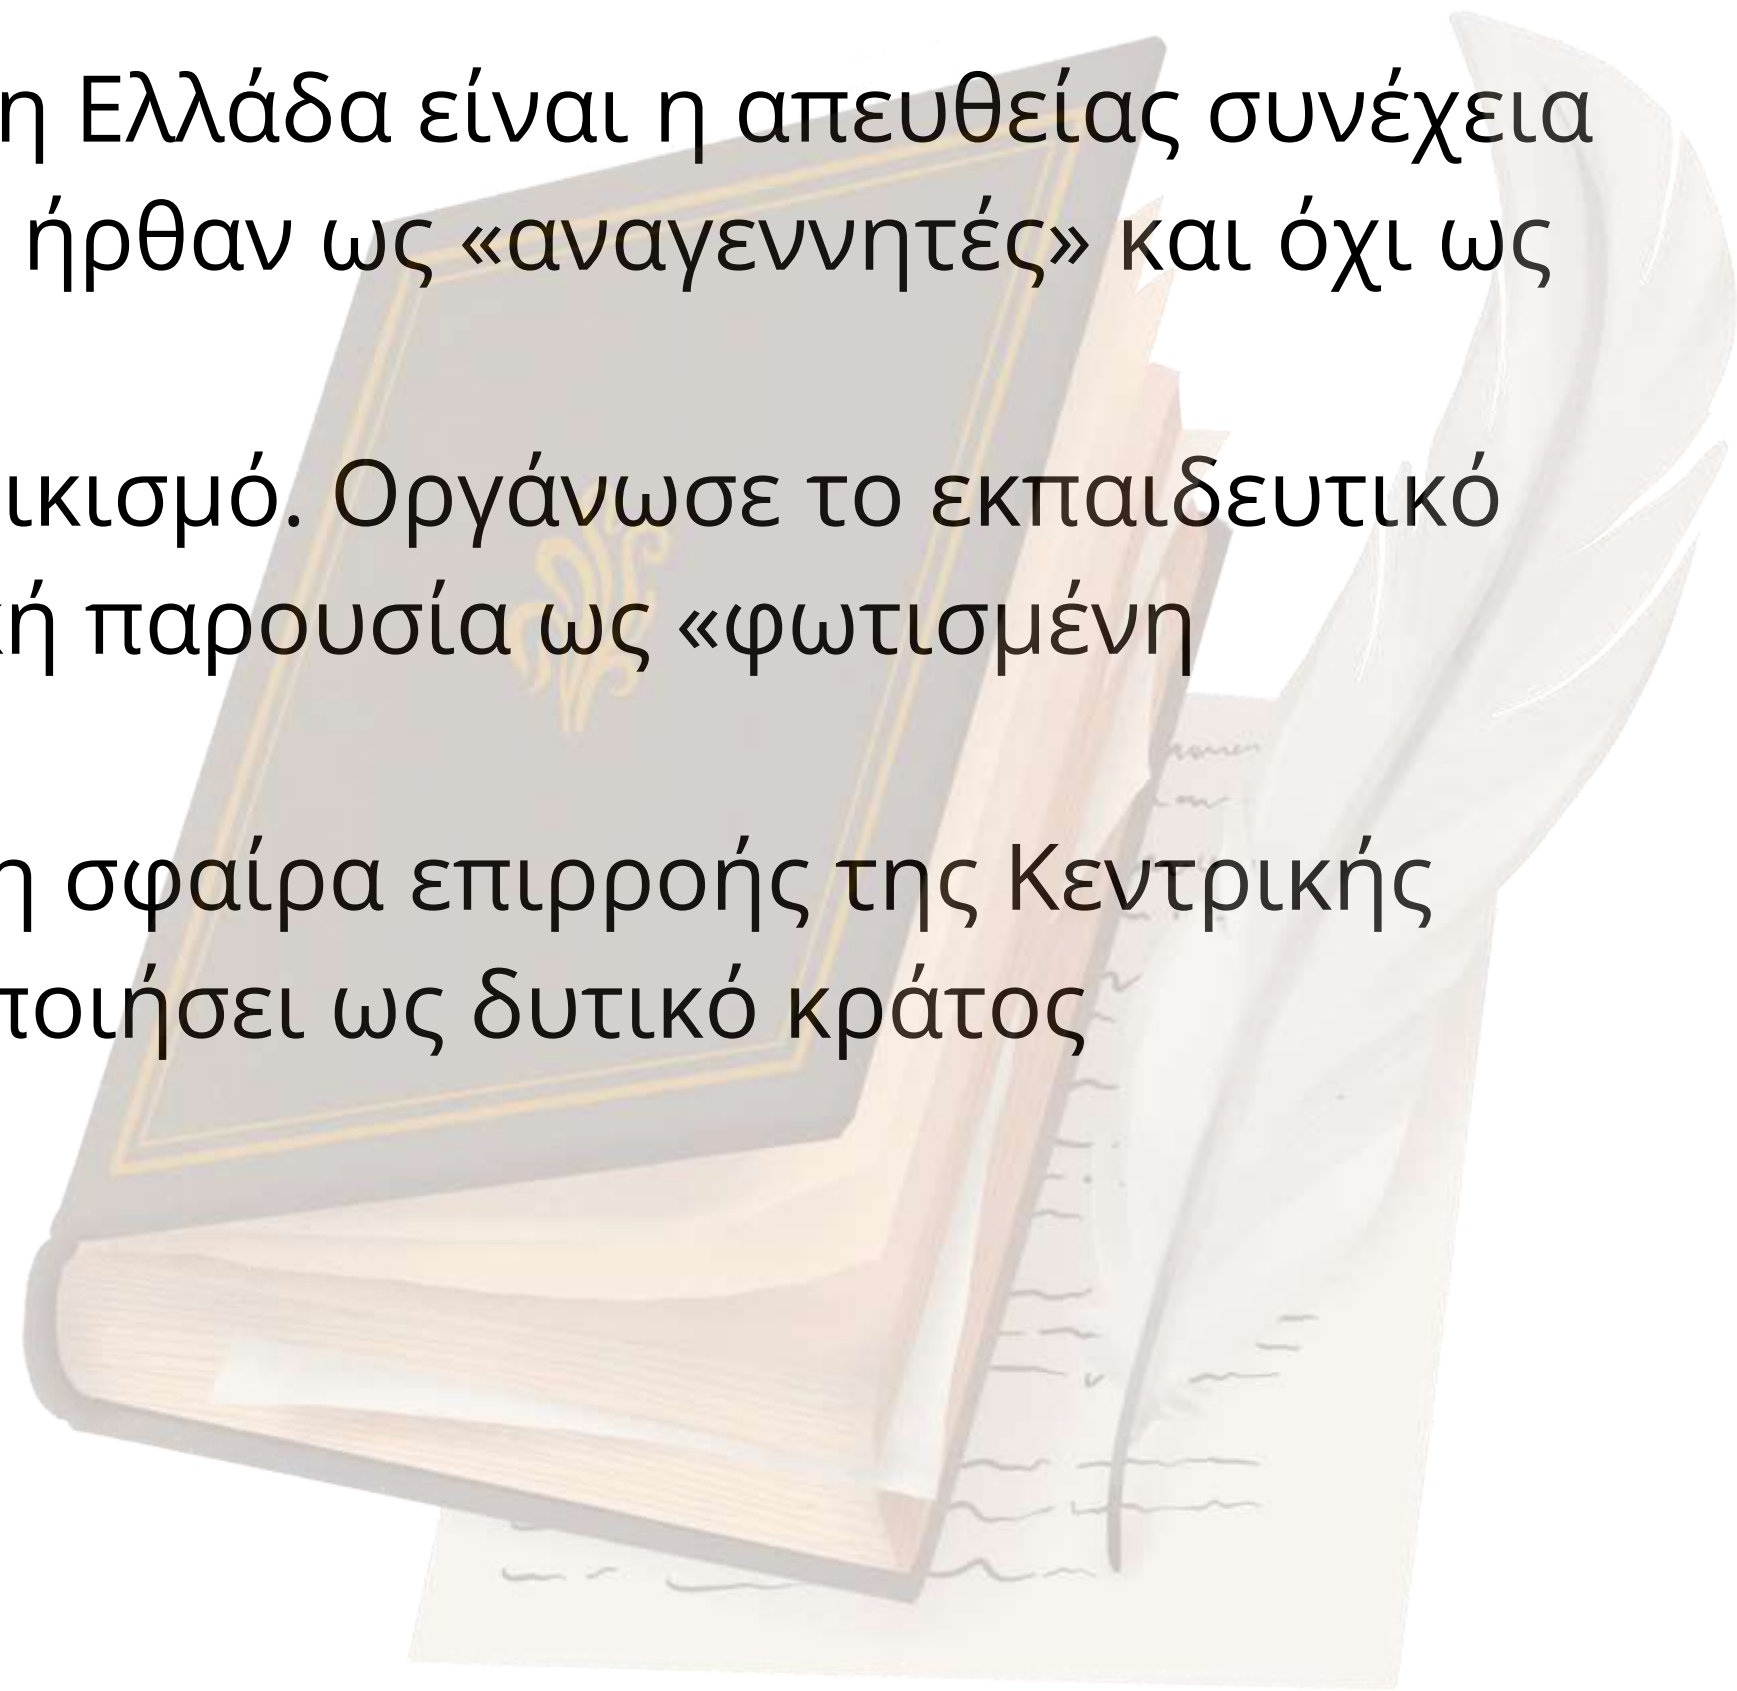 η Ελλάδα είναι η απευθείας συνέχεια
ήρθαν ως «αναγεννητές» και όχι ως
ικισμό. Οργάνωσε το εκπαιδευτικό
ή παρουσία ως «φωτισμένη
η σφαίρα επιρροής της Κεντρικής
ποιήσει ως δυτικό κράτος